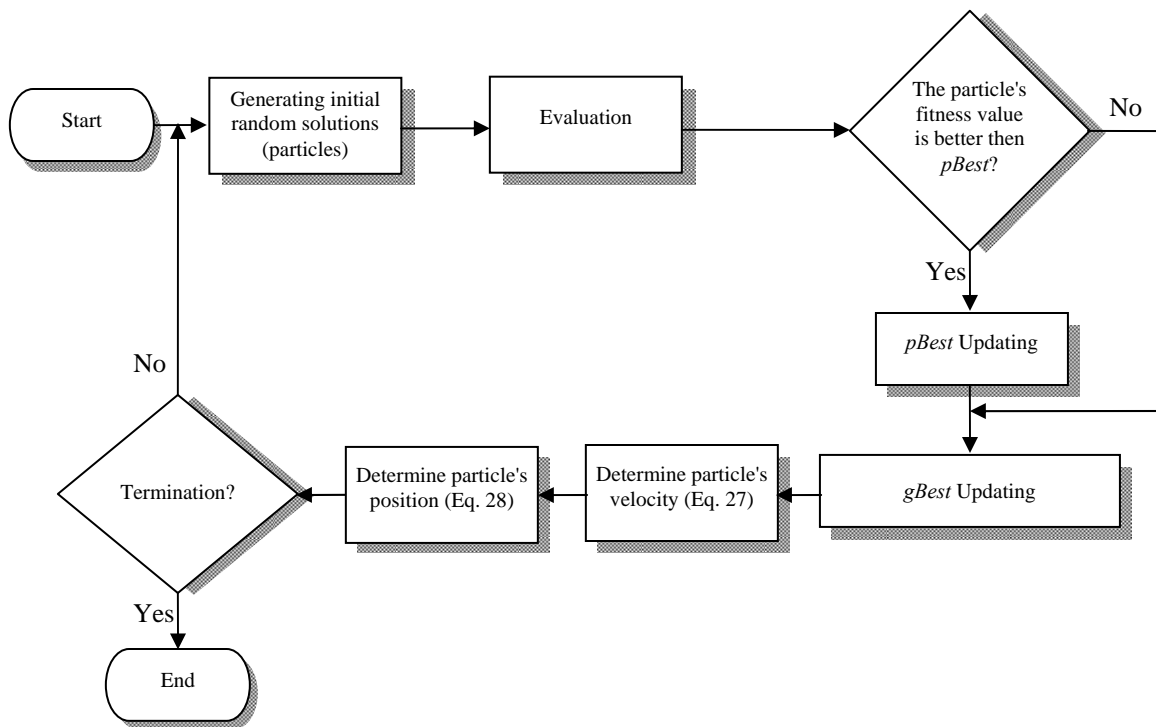 Start
Generating initial
random solutions
(particles)
Evaluation
The particle's
fitness value
is better then
pBest?
No
Yes
pBest Updating
gBest Updating
Determine particle's
velocity (Eq. 27)
Determine particle's
position (Eq. 28)
Termination?
No
Yes
End